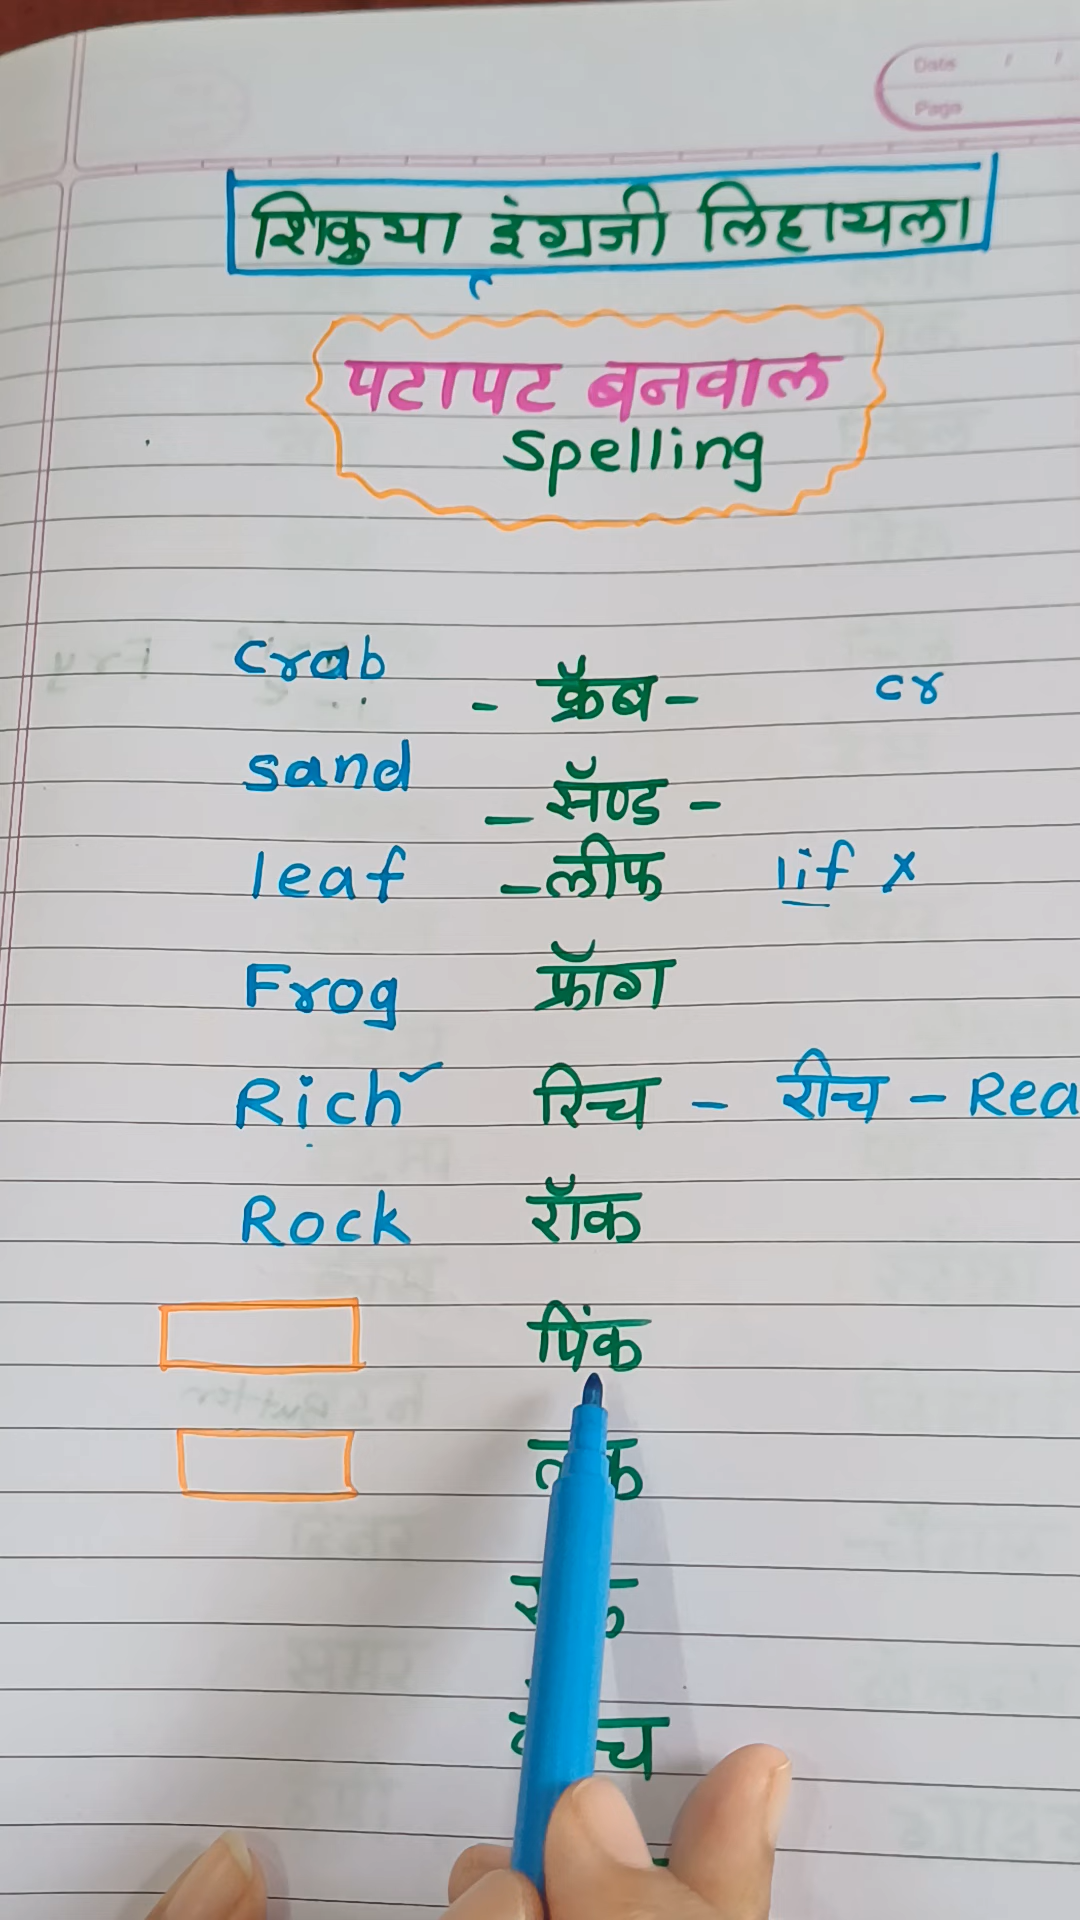 Date / /
Page
शिकुया इंग्रजी लिहायला
पटापट बनवाल
Spelling
crab - क्रॅब - cr
sand - सॅण्ड -
leaf - लीफ lif x
Frog फ्रॉग
Rich ✓ रिच - रीच - Rea
Rock रॉक
पिंक